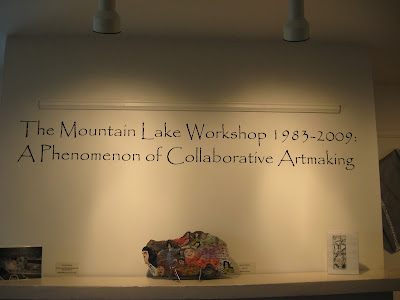 The Mountain Lake Workshop 1983-2009:
A Phenomenon of Collaborative Artmaking